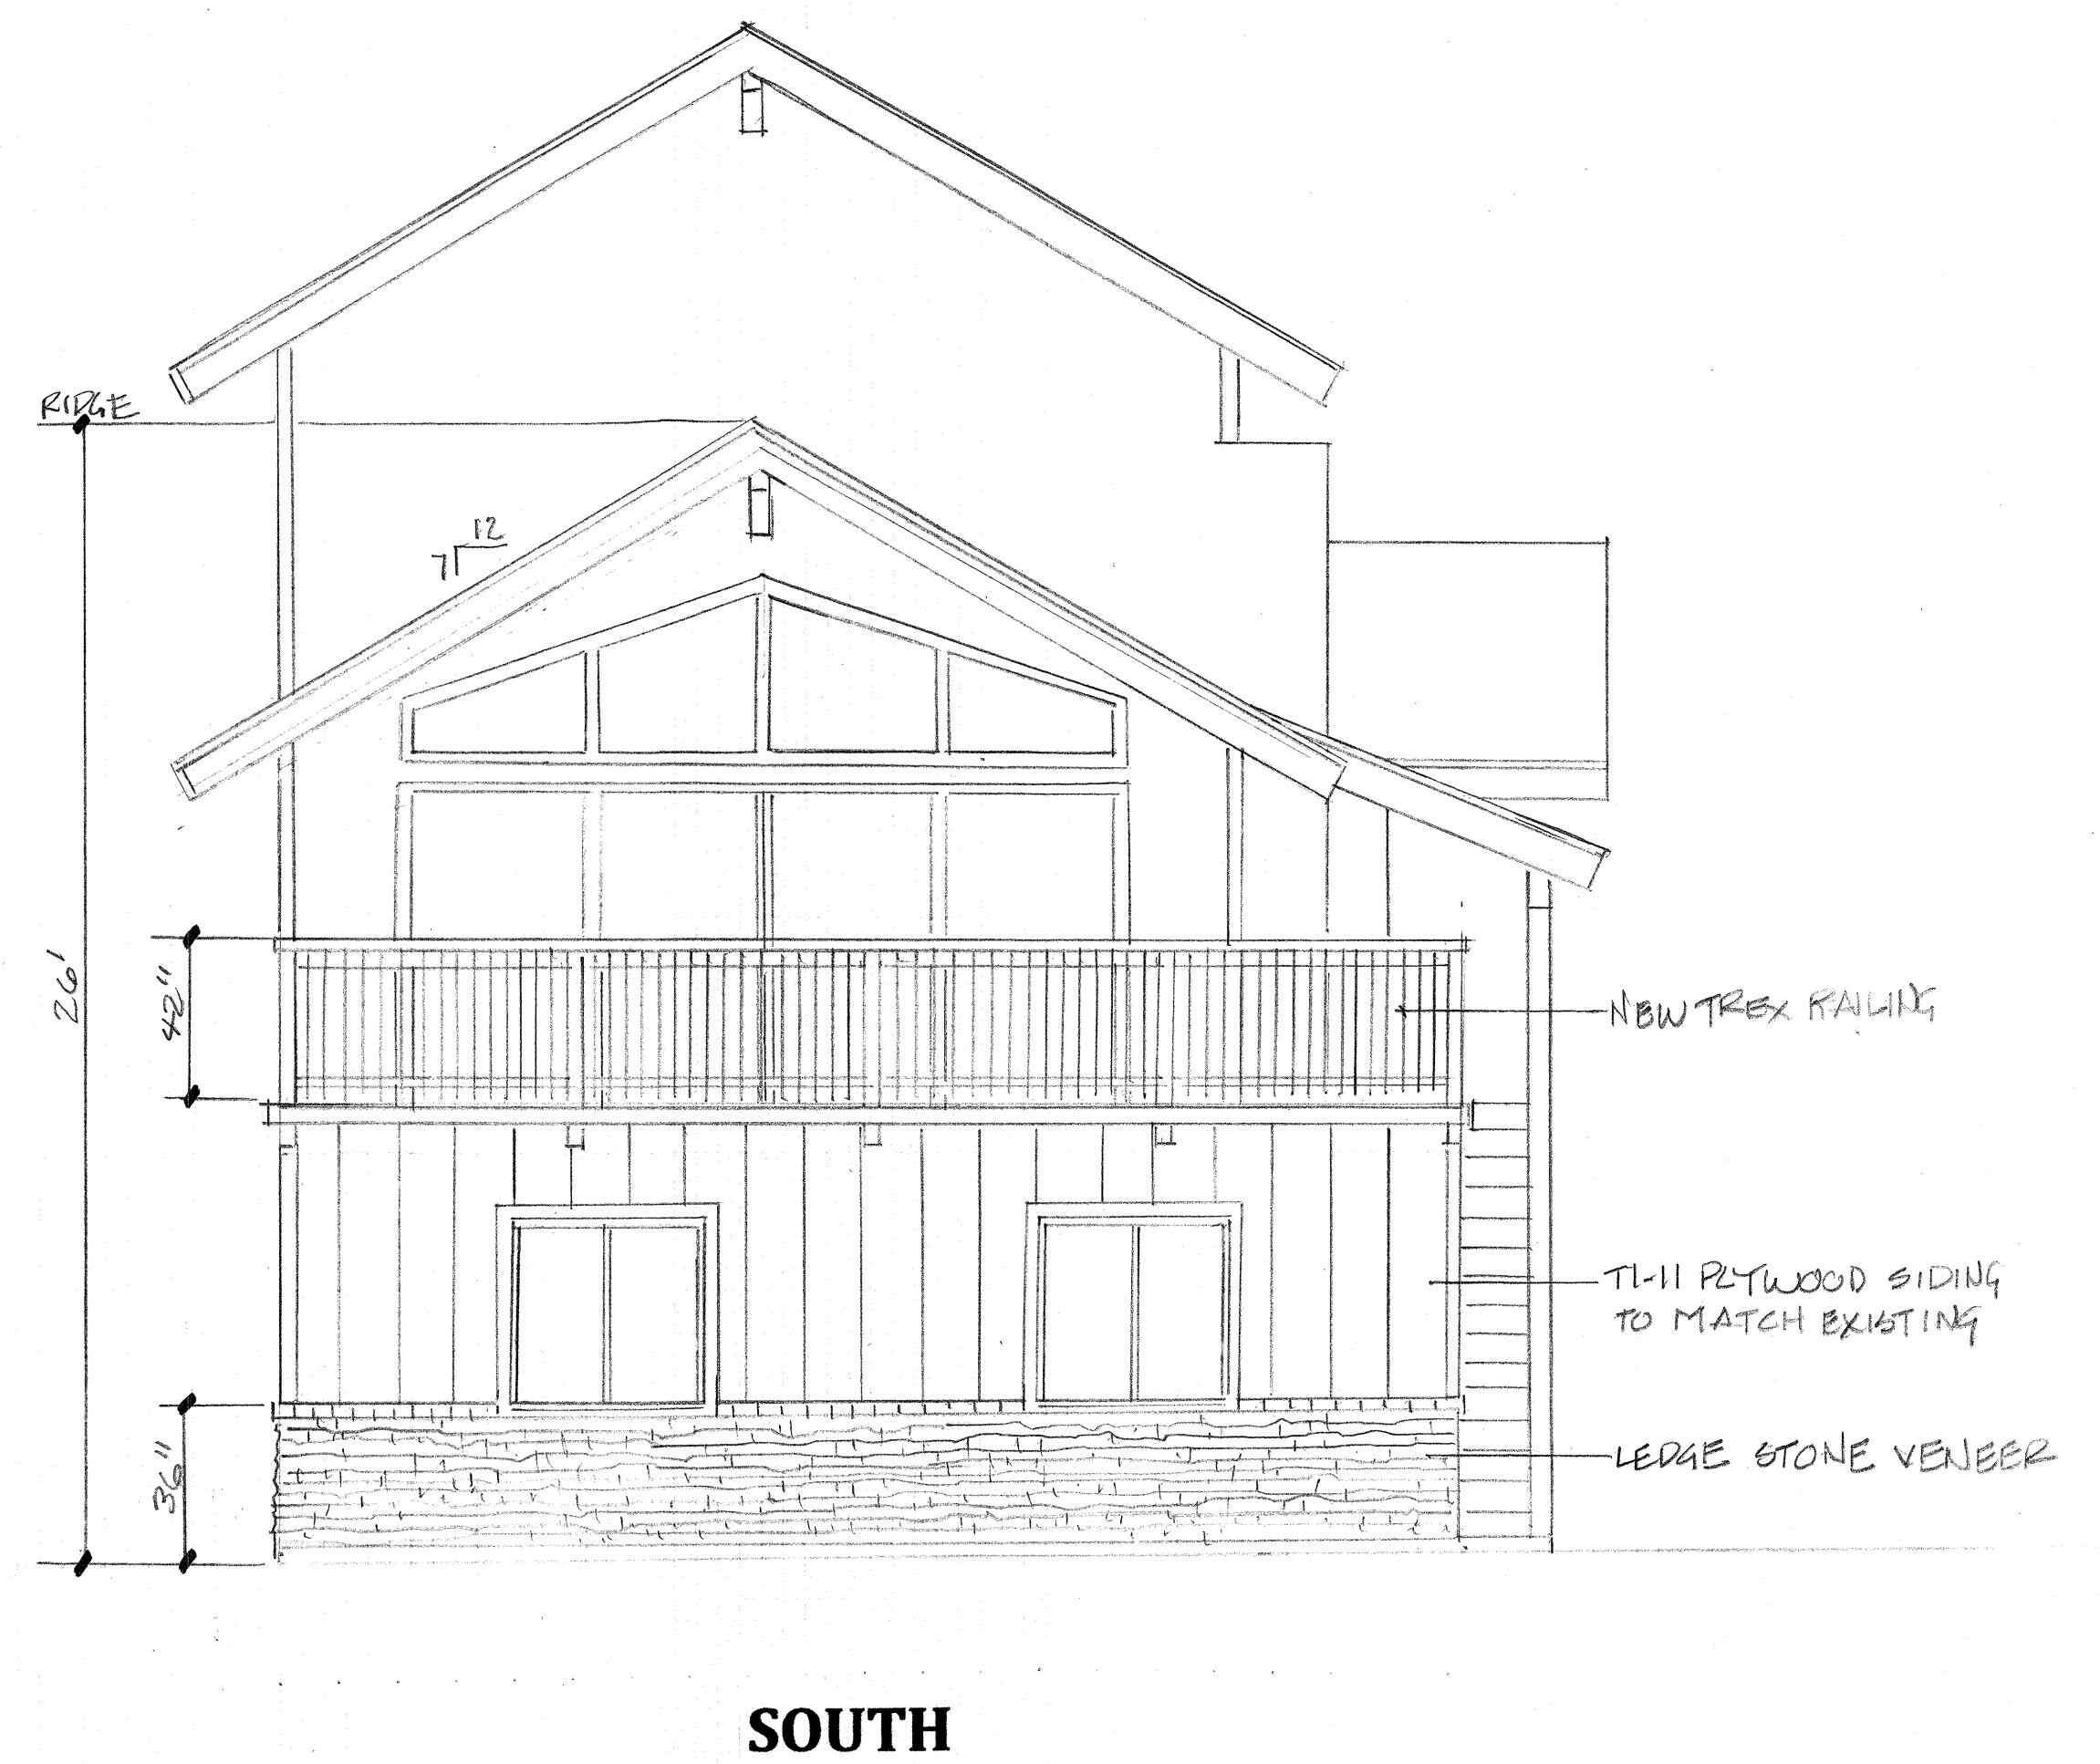 RIDGE
12
7
26'
42"
NEW TREX RAILING
T1-11 PLYWOOD SIDING
TO MATCH EXISTING
36"
LEDGE STONE VENEER
SOUTH